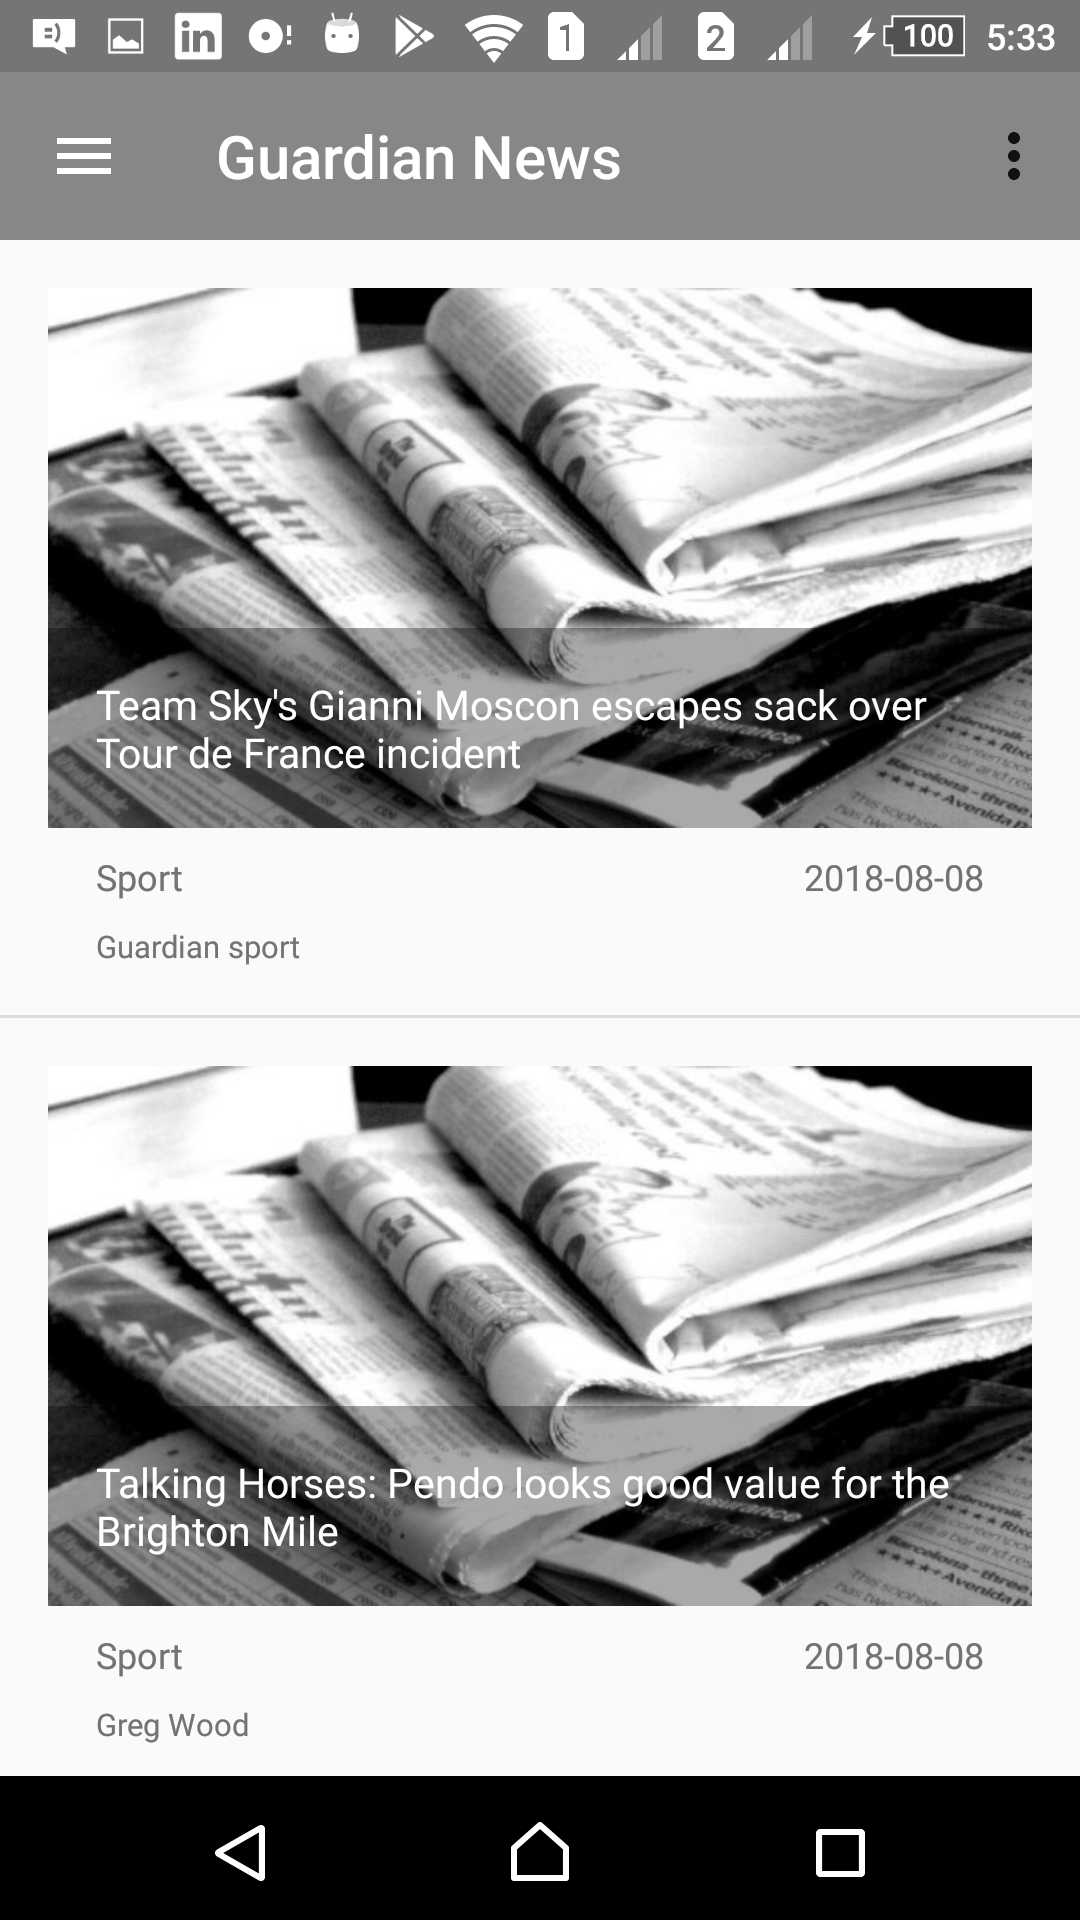 1 2 100 5:33
Guardian News
Team Sky's Gianni Moscon escapes sack over
Tour de France incident
Sport 2018-08-08
Guardian sport
Talking Horses: Pendo looks good value for the
Brighton Mile
Sport 2018-08-08
Greg Wood